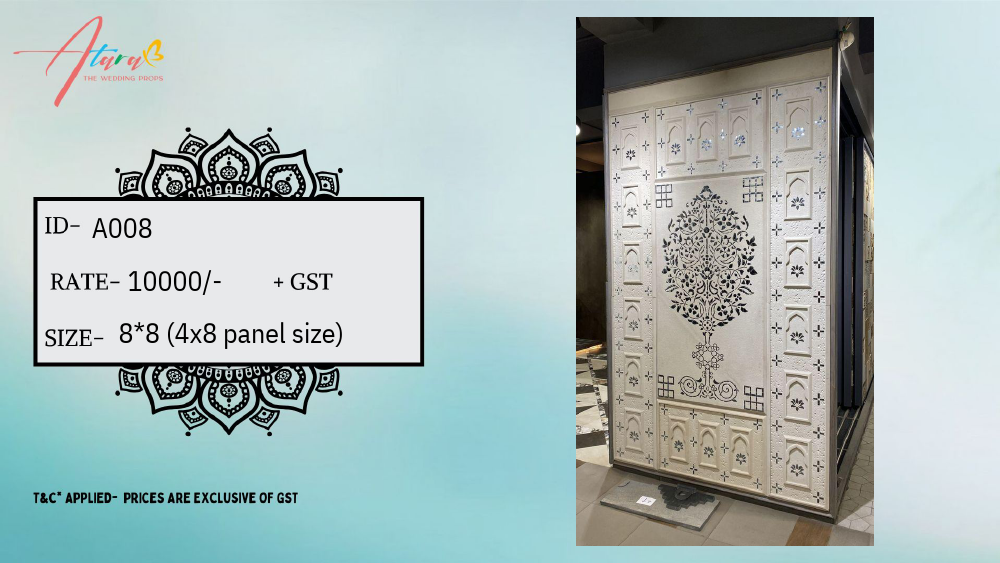 Atura
THE WEDDING PROPS
ID- A008
RATE- 10000/- + GST
SIZE- 8*8 (4x8 panel size)
T&C* APPLIED- PRICES ARE EXCLUSIVE OF GST